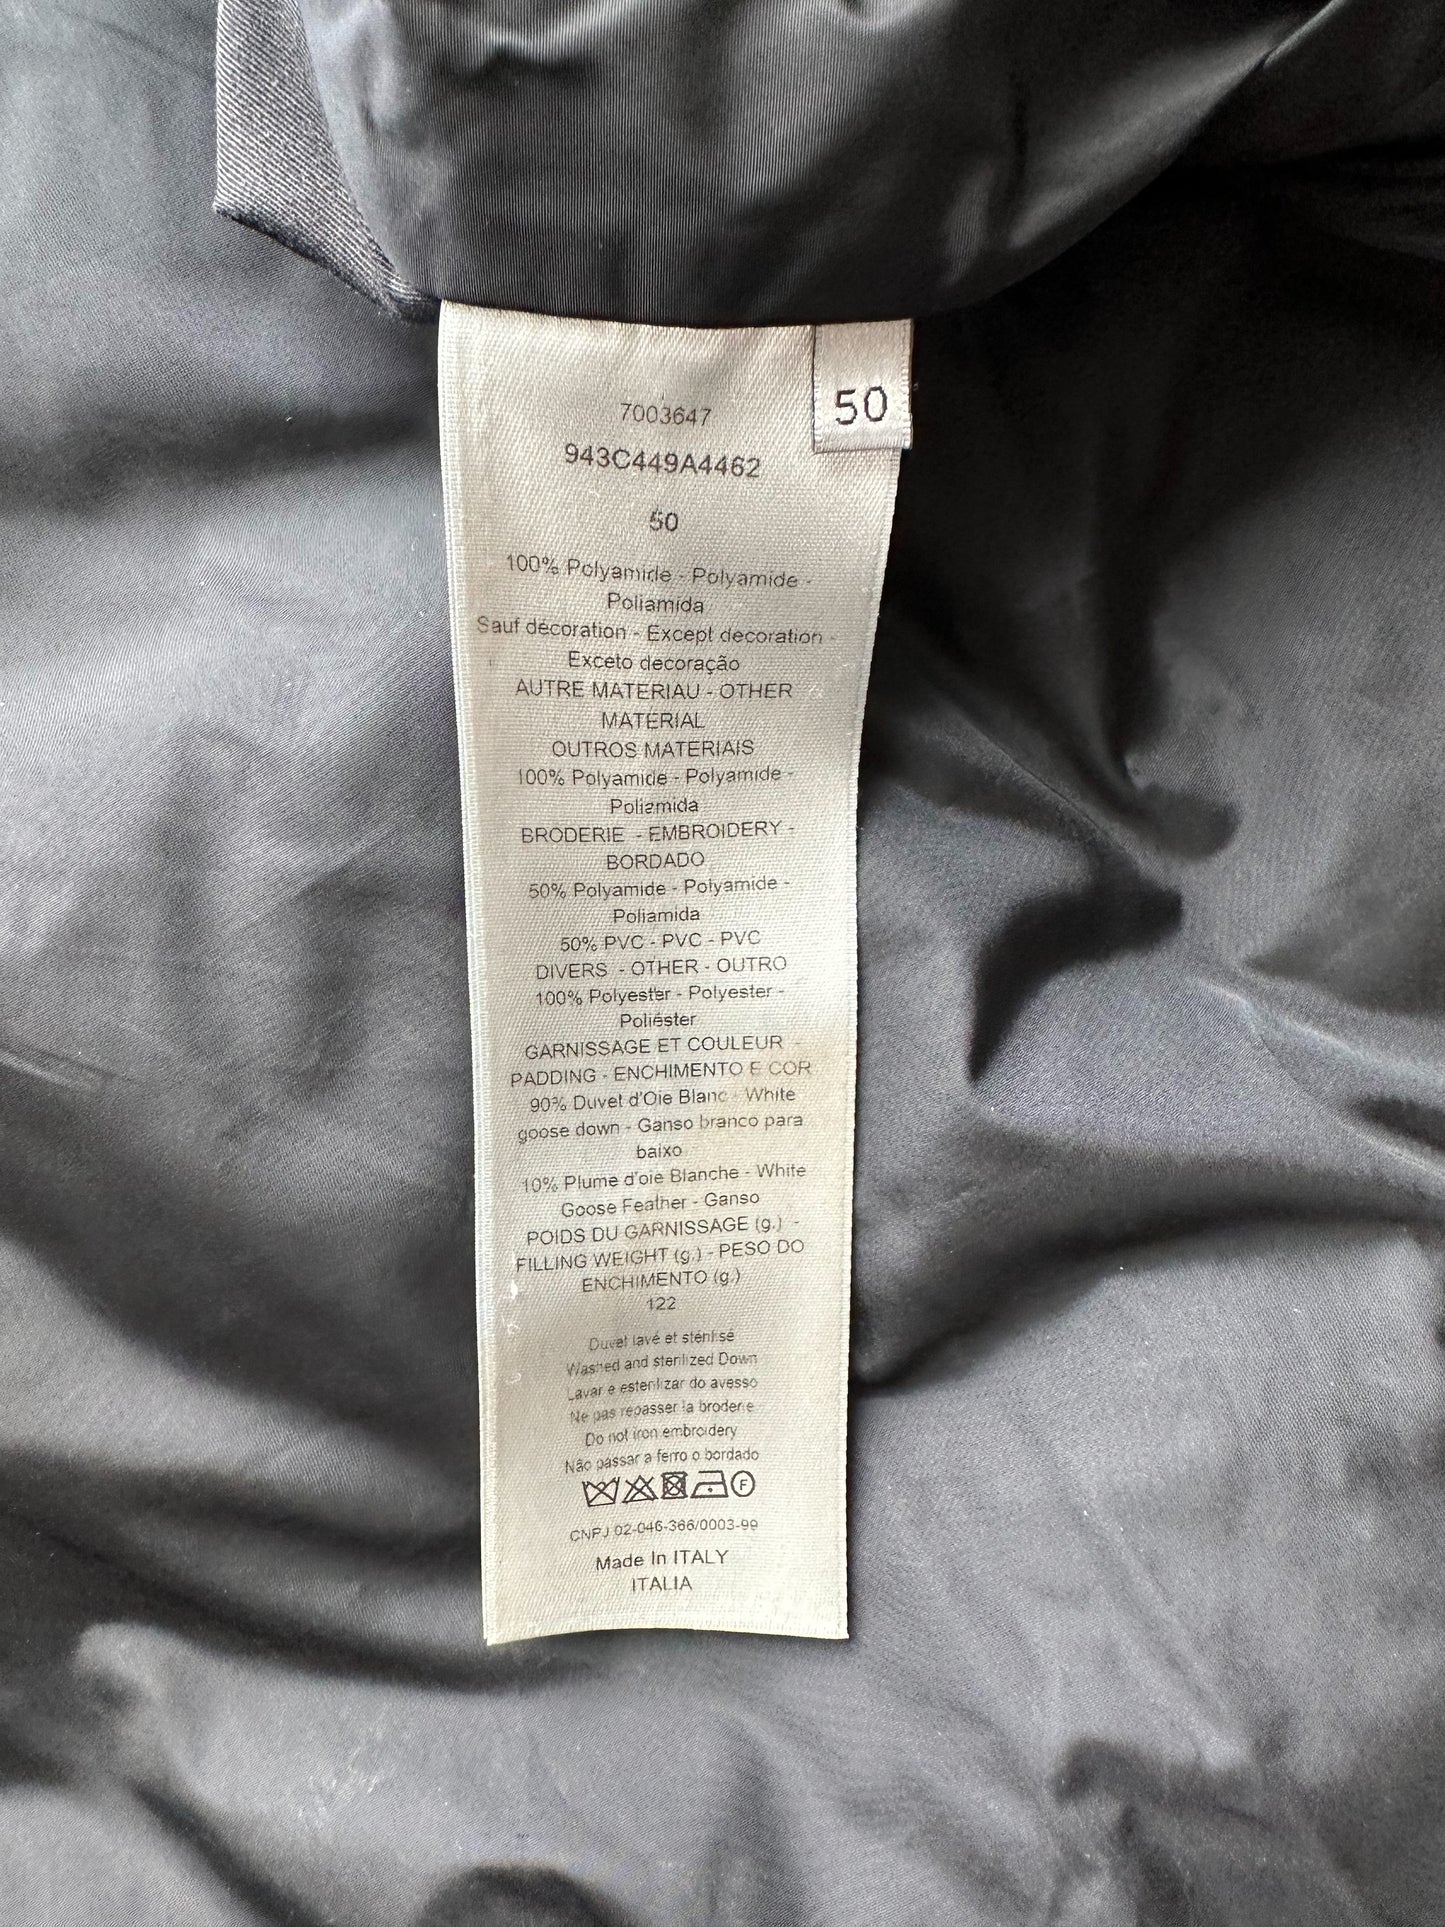 50
7003647
943C449A4462
50
100% Polyamide - Polyamide -
Poliamida
Sauf décoration - Except decoration -
Exceto decoração
AUTRE MATERIAU - OTHER
MATERIAL
OUTROS MATERIAIS
100% Polyamide - Polyamide -
Poliamida
BRODERIE - EMBROIDERY -
BORDADO
50% Polyamide - Polyamide -
Poliamida
50% PVC - PVC - PVC
DIVERS - OTHER - OUTRO
100% Polyester - Polyester -
Poliéster
GARNISSAGE ET COULEUR -
PADDING - ENCHIMENTO E COR
90% Duvet d'Oie Blanc - White
goose down - Ganso branco para
baixo
10% Plume d'oie Blanche - White
Goose Feather - Ganso
POIDS DU GARNISSAGE (g.) -
FILLING WEIGHT (g.) - PESO DO
ENCHIMENTO (g.)
122
Duvet lavé et stérilisé
Washed and sterilized Down
Lavar e esterilizar do avesso
Ne pas repasser la broderie
Do not iron embroidery
Não passar a ferro o bordado
F
CNPJ 02-046-366/0003-99
Made In ITALY
ITALIA